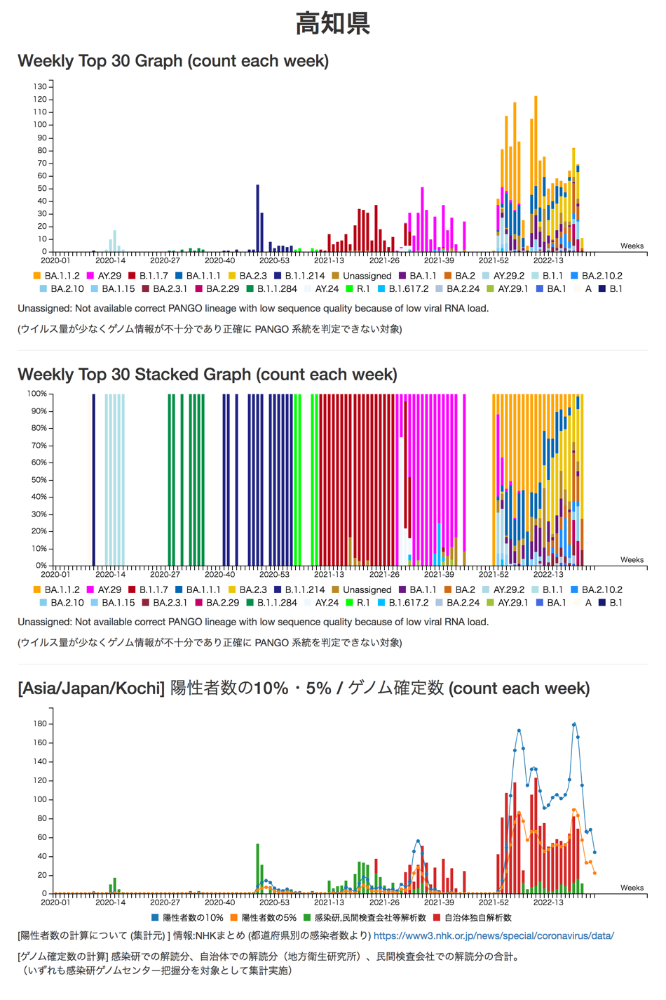 高知県
Weekly Top 30 Graph (count each week)
130
120
110
100
90
80
70
60
50
40
30
20
10
0
Weeks
2020-01 2020-14 2020-27 2020-40 2020-53 2021-13 2021-26 2021-39 2021-52 2022-13
BA.1.1.2 AY.29 B.1.1.7 BA.1.1.1 BA.2.3 B.1.1.214 Unassigned BA.1.1 BA.2 AY.29.2 B.1.1 BA.2.10.2
BA.2.10 BA.1.15 BA.2.3.1 BA.2.29 B.1.1.284 AY.24 R.1 B.1.617.2 BA.2.24 AY.29.1 BA.1 A B.1
Unassigned: Not available correct PANGO lineage with low sequence quality because of low viral RNA load.
(ウイルス量が少なくゲノム情報が不十分であり正確に PANGO 系統を判定できない対象)
Weekly Top 30 Stacked Graph (count each week)
100%
90%
80%
70%
60%
50%
40%
30%
20%
10%
0%
Weeks
2020-01 2020-14 2020-27 2020-40 2020-53 2021-13 2021-26 2021-39 2021-52 2022-13
BA.1.1.2 AY.29 B.1.1.7 BA.1.1.1 BA.2.3 B.1.1.214 Unassigned BA.1.1 BA.2 AY.29.2 B.1.1 BA.2.10.2
BA.2.10 BA.1.15 BA.2.3.1 BA.2.29 B.1.1.284 AY.24 R.1 B.1.617.2 BA.2.24 AY.29.1 BA.1 A B.1
Unassigned: Not available correct PANGO lineage with low sequence quality because of low viral RNA load.
(ウイルス量が少なくゲノム情報が不十分であり正確に PANGO 系統を判定できない対象)
[Asia/Japan/Kochi] 陽性者数の10%・5% / ゲノム確定数 (count each week)
180
160
140
120
100
80
60
40
20
0
Weeks
2020-01 2020-14 2020-27 2020-40 2020-53 2021-13 2021-26 2021-39 2021-52 2022-13
陽性者数の10% 陽性者数の5% 感染研,民間検査会社等解析数 自治体独自解析数
[陽性者数の計算について (集計元) ] 情報:NHKまとめ (都道府県別の感染者数より) https://www3.nhk.or.jp/news/special/coronavirus/data/
[ゲノム確定数の計算] 感染研での解読分、自治体での解読分（地方衛生研究所）、民間検査会社での解読分の合計。
（いずれも感染研ゲノムセンター把握分を対象として集計実施）